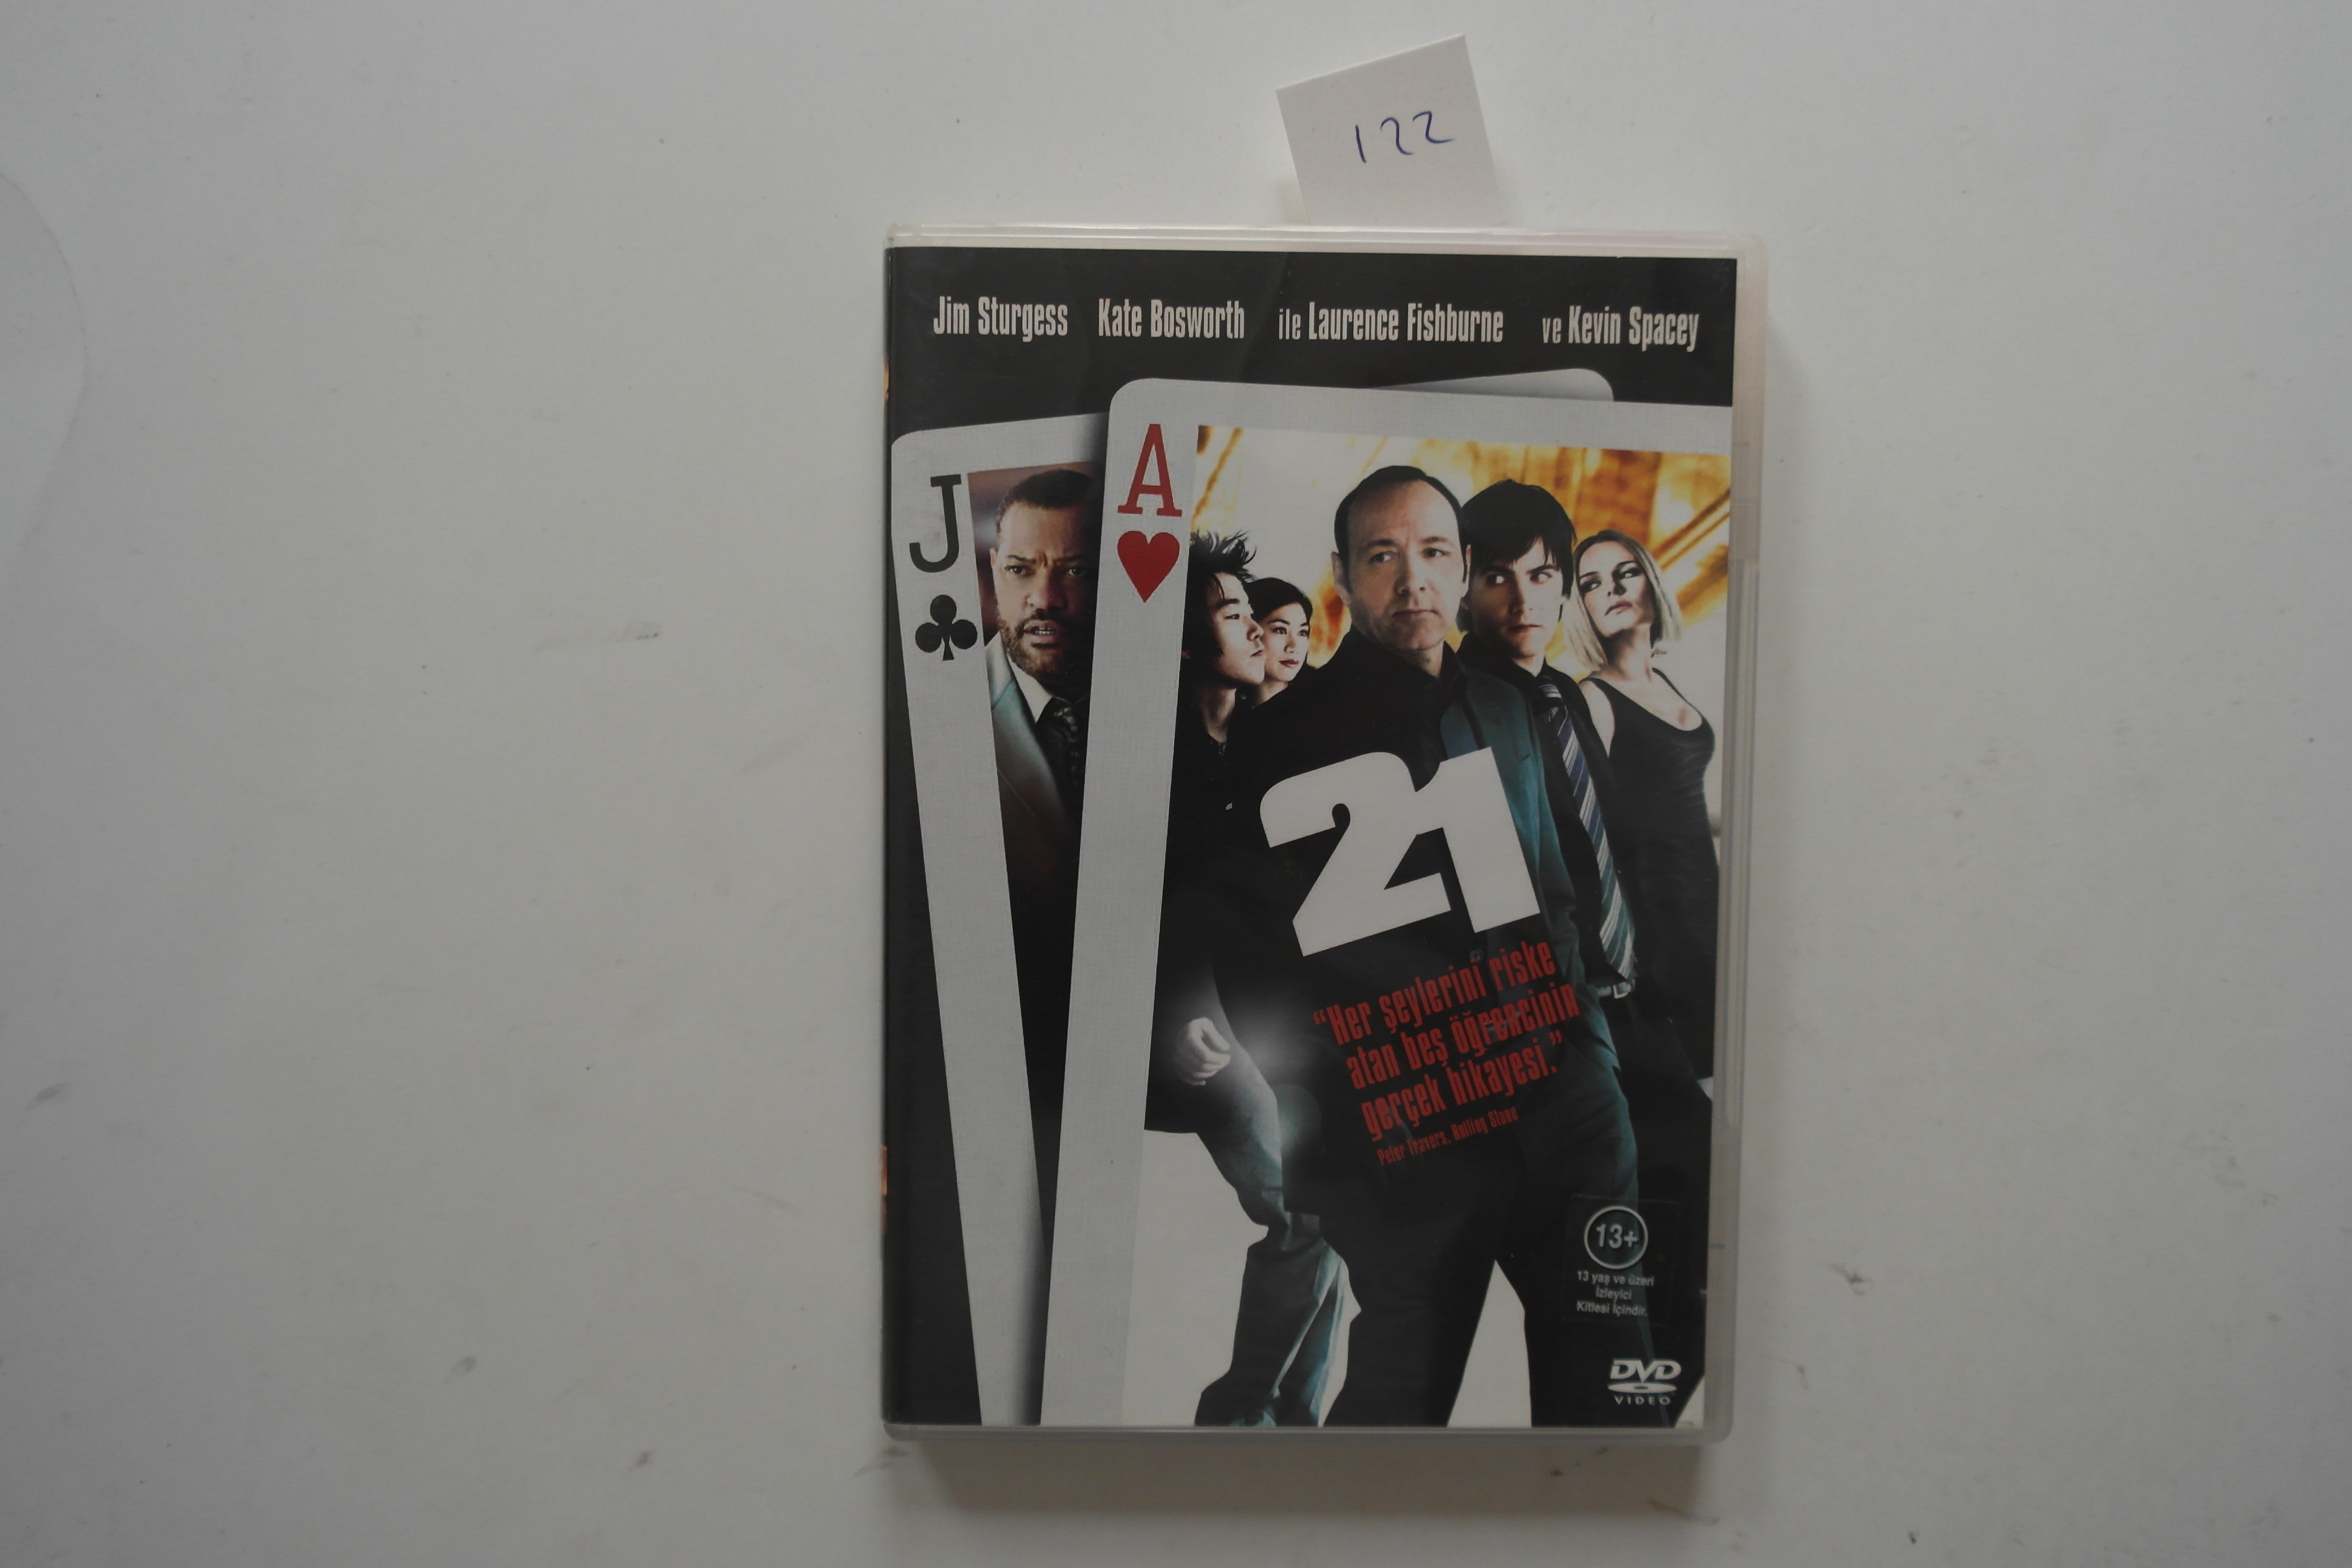 122
Jim Sturgess Kate Bosworth ile Laurence Fishburne ve Kevin Spacey
J
A
21
“Her şeylerini riske
atan beş öğrencinin
gerçek hikayesi.”
Peter Travers, Rolling Stone
13+
13 yaş ve üzeri
İzleyici
Kitlesi İçindir.
DVD
VIDEO